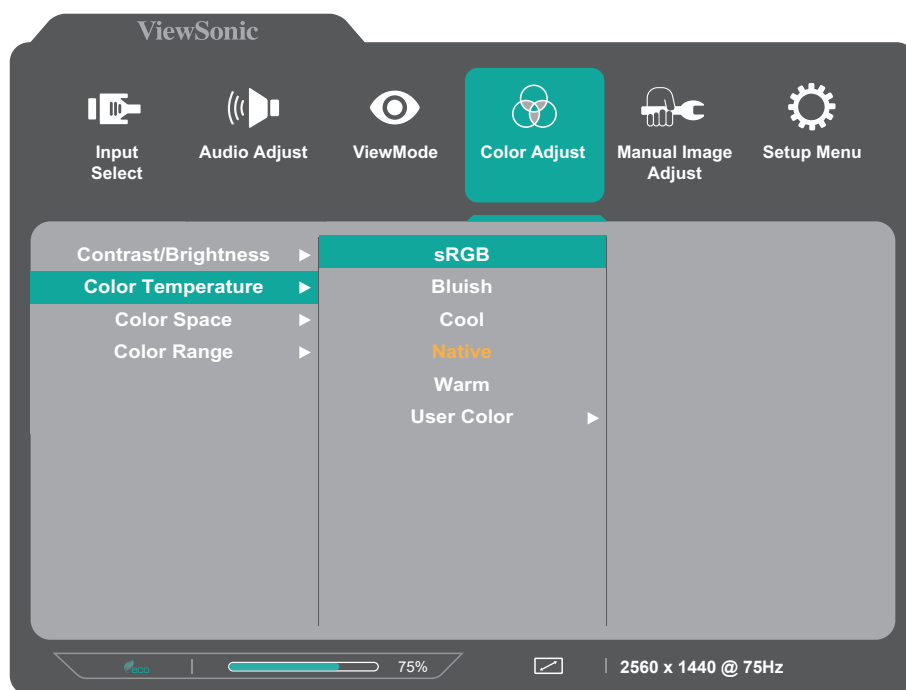 ViewSonic
Input
Select
Audio Adjust
ViewMode
Color Adjust
Manual Image
Adjust
Setup Menu
Contrast/Brightness
Color Temperature
Color Space
Color Range
sRGB
Bluish
Cool
Native
Warm
User Color
eco
75%
2560 x 1440 @ 75Hz